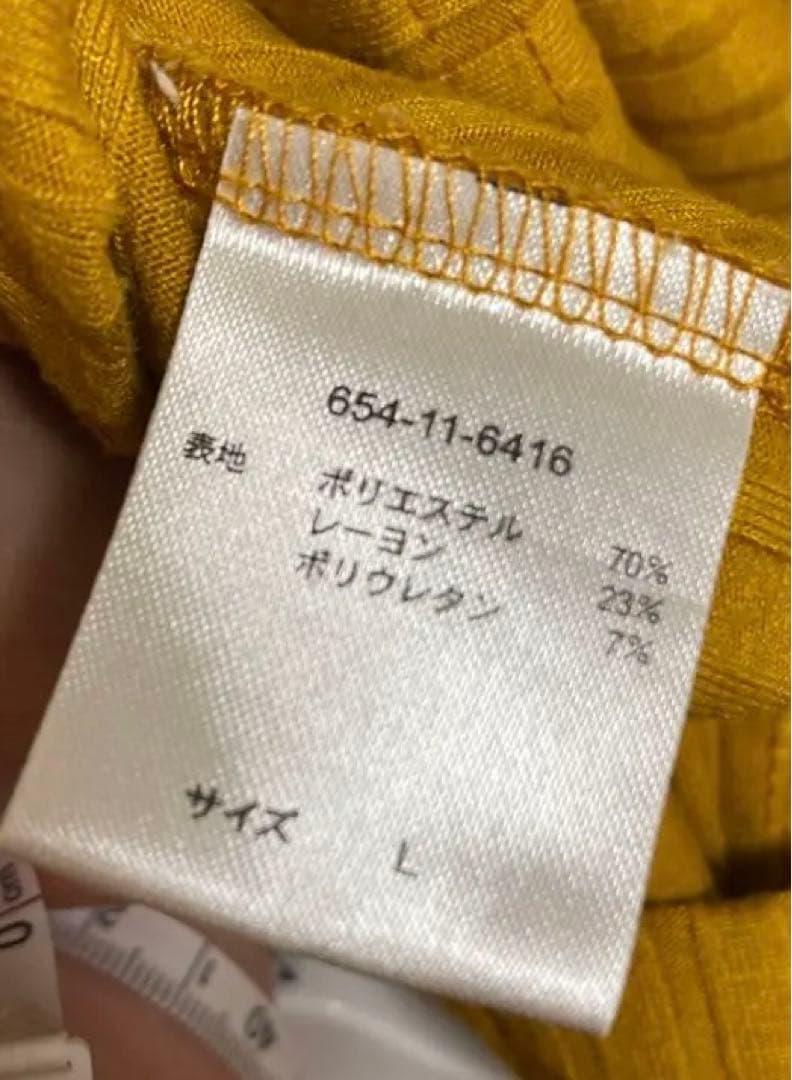 654-11-6416
表地 ポリエステル 70%
レーヨン 23%
ポリウレタン 7%
サイズ L